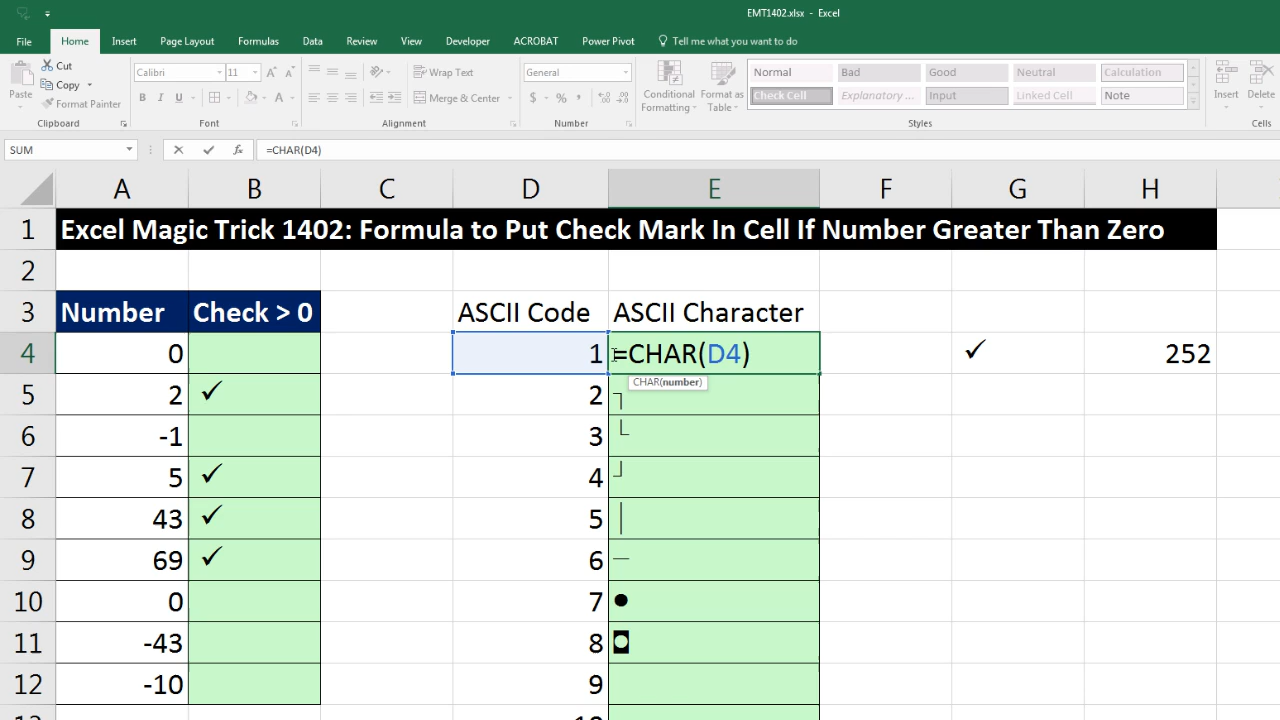 EMT1402.xlsx - Excel
File Home Insert Page Layout Formulas Data Review View Developer ACROBAT Power Pivot Tell me what you want to do
Paste
Cut
Copy
Format Painter
Clipboard
Calibri 11
B I U
Font
Wrap Text
Merge & Center
Alignment
General
$ % ,
Number
Conditional Formatting
Format as Table
Normal Bad Good Neutral Calculation
Check Cell Explanatory ... Input Linked Cell Note
Styles
Insert Delete
Cells
SUM fx =CHAR(D4)
A B C D E F G H
1 Excel Magic Trick 1402: Formula to Put Check Mark In Cell If Number Greater Than Zero
2
3 Number Check > 0 ASCII Code ASCII Character
4 0 1 =CHAR(D4) ✓ 252
CHAR(number)
5 2 ✓ 2 ┐
6 -1 3 └
7 5 ✓ 4 ┘
8 43 ✓ 5 │
9 69 ✓ 6 ─
10 0 7 •
11 -43 8 ◘
12 -10 9
13 10